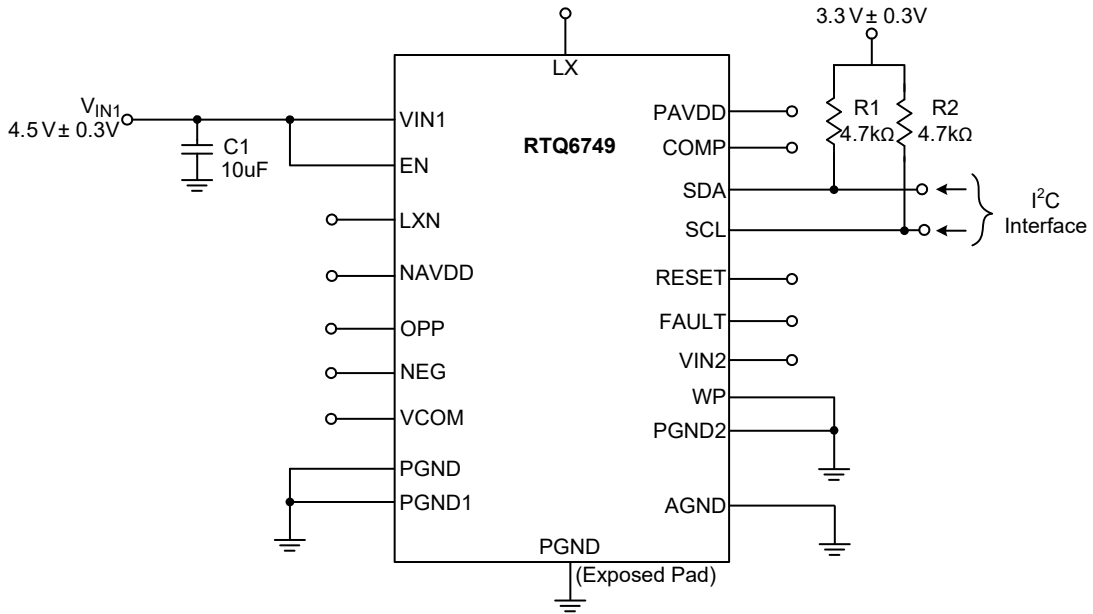 3.3 V ± 0.3V
LX
V_IN1
4.5 V ± 0.3V
C1
10uF
VIN1
EN
LXN
NAVDD
OPP
NEG
VCOM
PGND
PGND1
RTQ6749
PGND
(Exposed Pad)
PAVDD
COMP
SDA
SCL
RESET
FAULT
VIN2
WP
PGND2
AGND
R1
4.7kΩ
R2
4.7kΩ
I²C
Interface